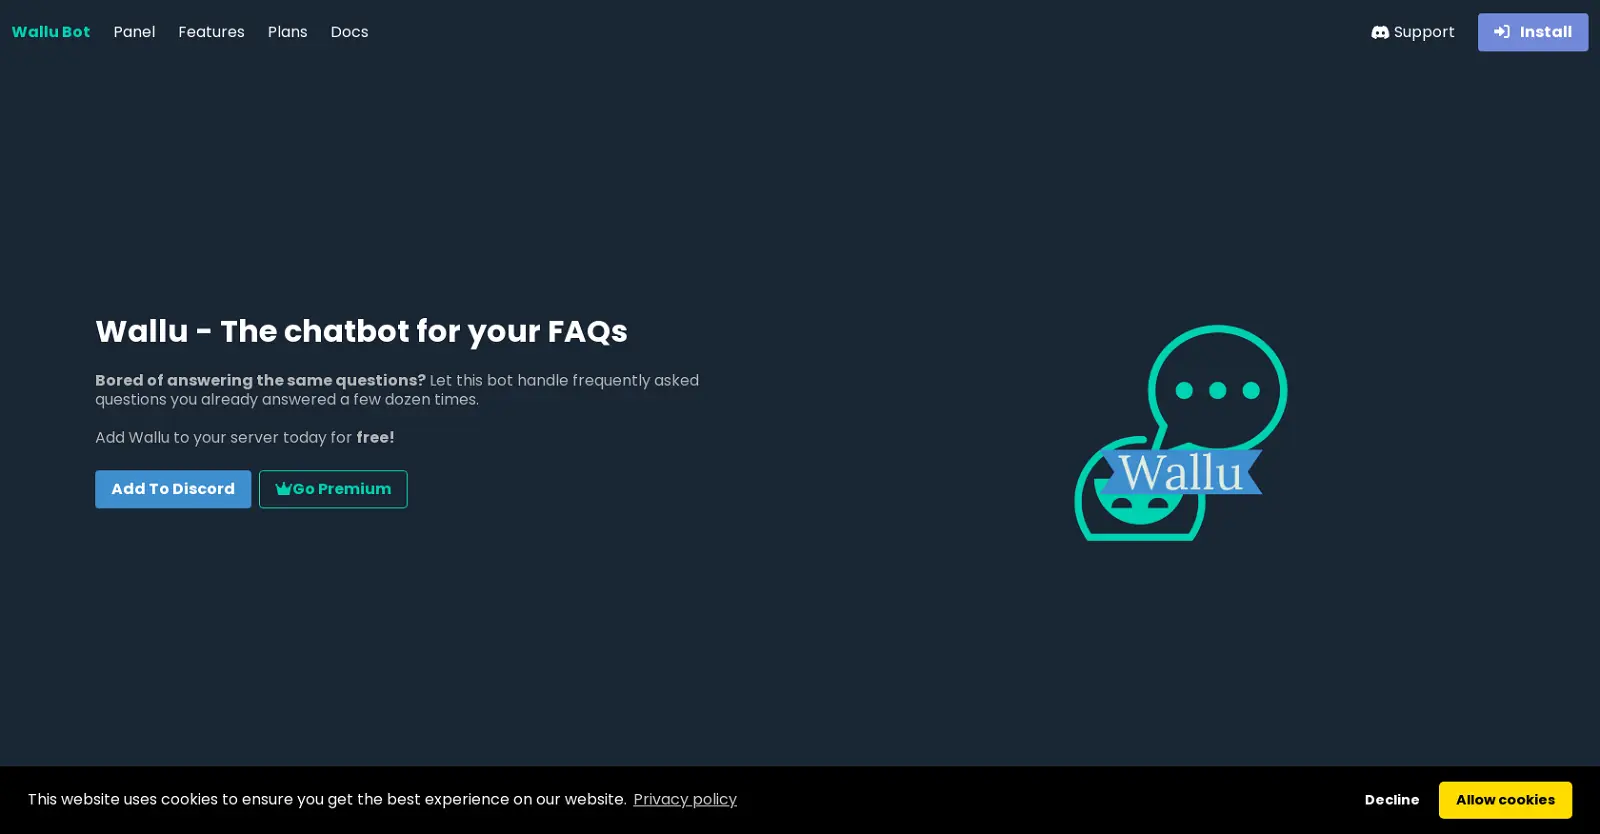 Wallu Bot Panel Features Plans Docs Support Install
Wallu - The chatbot for your FAQs
Bored of answering the same questions? Let this bot handle frequently asked
questions you already answered a few dozen times.
Add Wallu to your server today for free!
Add To Discord Go Premium
Wallu
This website uses cookies to ensure you get the best experience on our website. Privacy policy Decline Allow cookies